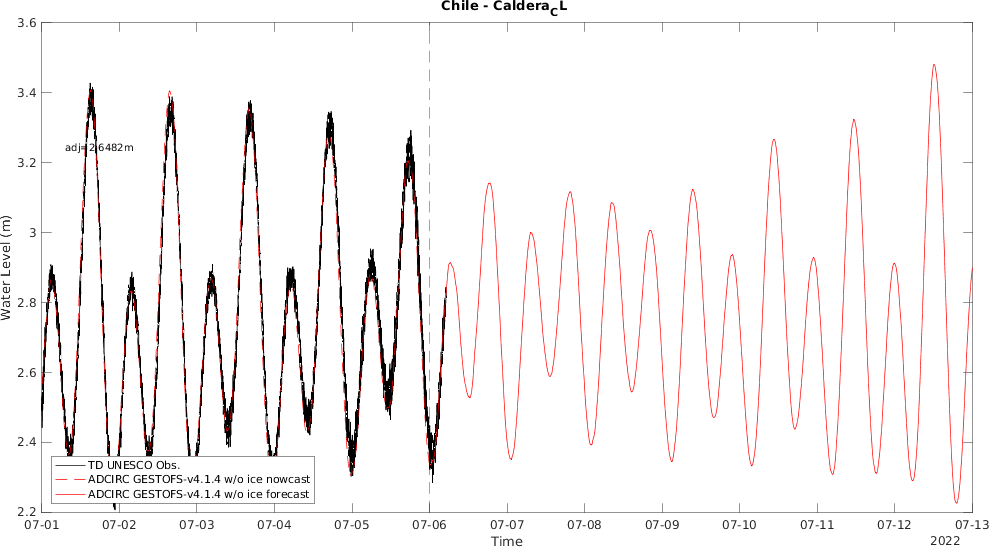 Chile - Caldera_CL
3.6
3.4
3.2
3
2.8
2.6
2.4
2.2
Water Level (m)
adj=2.6482m
TD UNESCO Obs.
ADCIRC GESTOFS-v4.1.4 w/o ice nowcast
ADCIRC GESTOFS-v4.1.4 w/o ice forecast
07-01 07-02 07-03 07-04 07-05 07-06 07-07 07-08 07-09 07-10 07-11 07-12 07-13
Time
2022